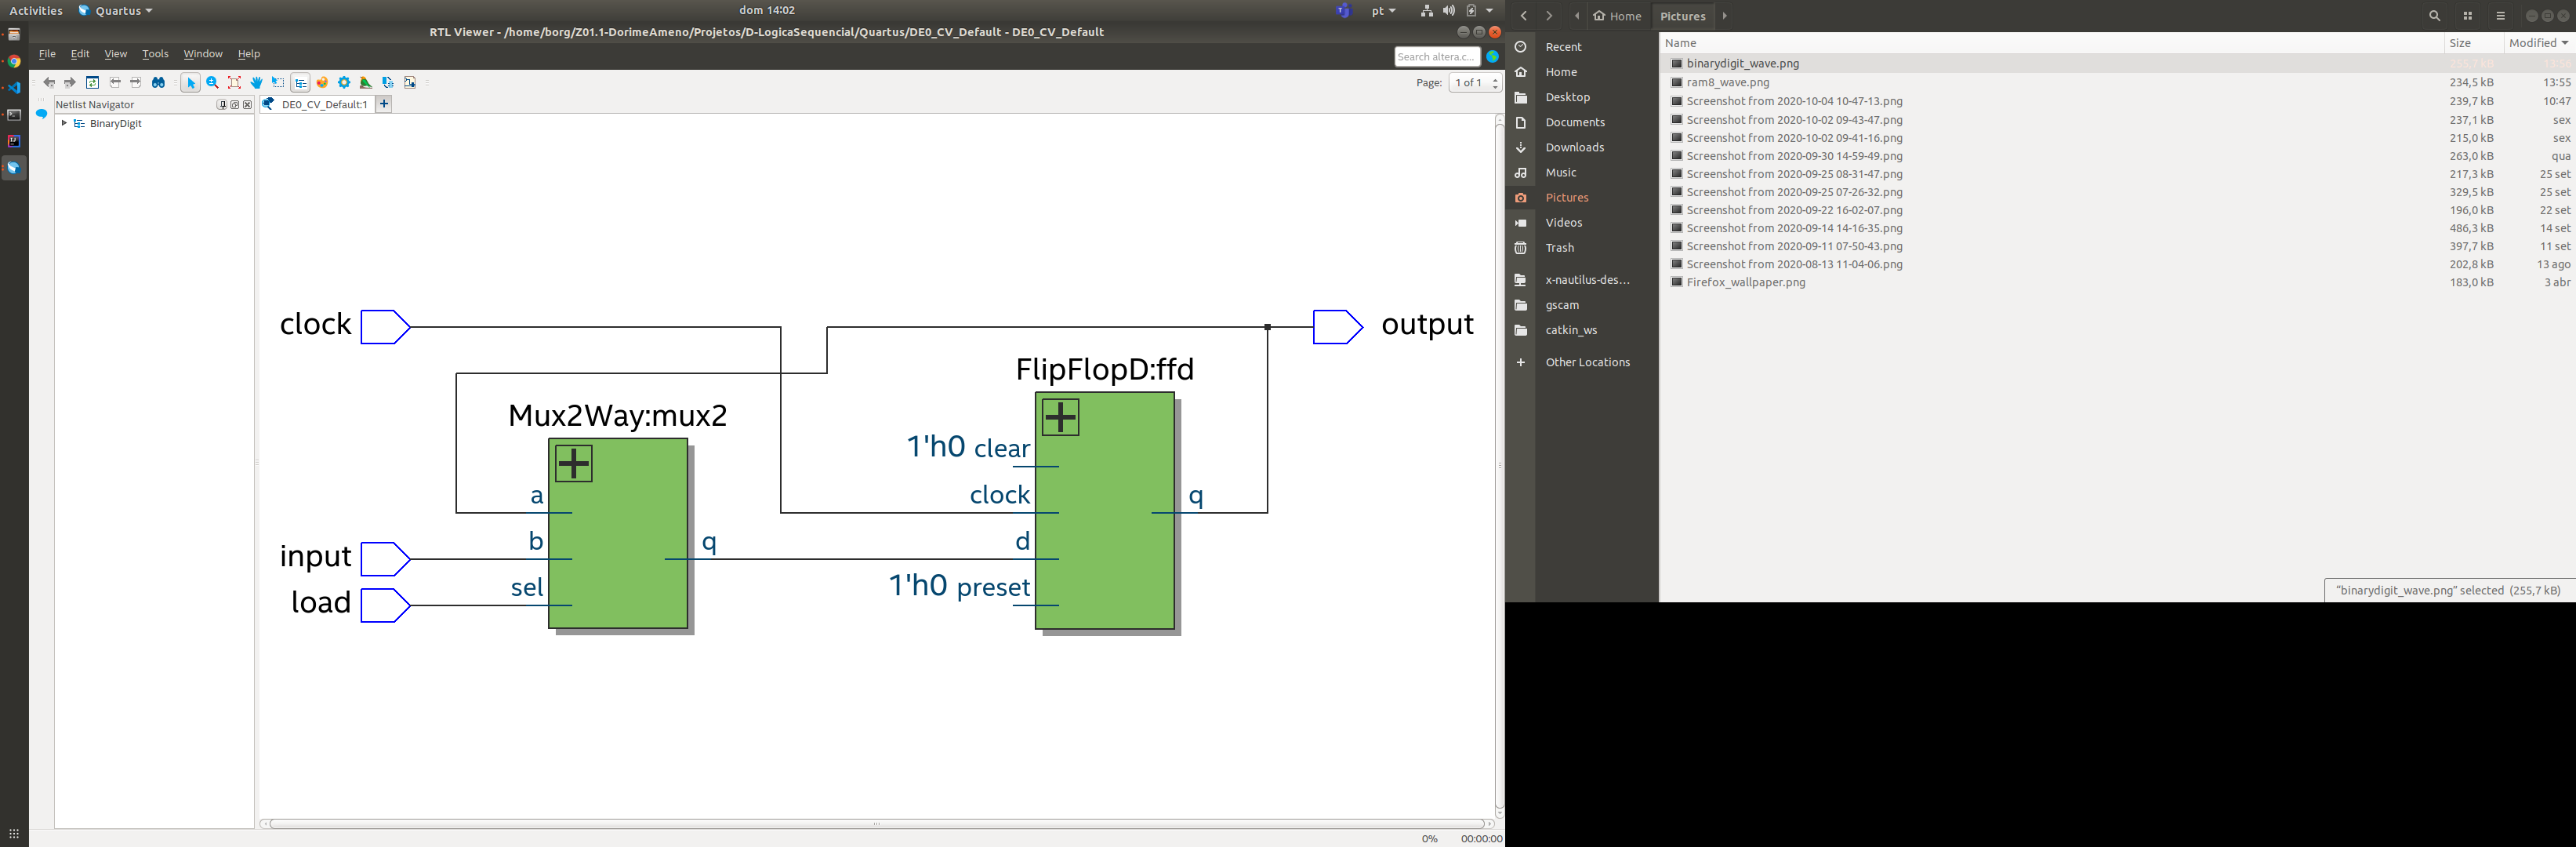 Activities Quartus dom 14:02 pt
RTL Viewer - /home/borg/Z01.1-DorimeAmeno/Projetos/D-LogicaSequencial/Quartus/DE0_CV_Default - DE0_CV_Default
File Edit View Tools Window Help Search altera.c...
Page: 1 of 1
Netlist Navigator
BinaryDigit
DE0_CV_Default:1
clock
output
FlipFlopD:ffd
Mux2Way:mux2
1'h0 clear
a
clock
q
input
b
q
d
load
sel
1'h0 preset
0% 00:00:00
Home Pictures
Recent
Home
Desktop
Documents
Downloads
Music
Pictures
Videos
Trash
x-nautilus-des...
gscam
catkin_ws
Other Locations
Name Size Modified
binarydigit_wave.png 255,7 kB
ram8_wave.png 234,5 kB 13:55
Screenshot from 2020-10-04 10-47-13.png 239,7 kB 10:47
Screenshot from 2020-10-02 09-43-47.png 237,1 kB sex
Screenshot from 2020-10-02 09-41-16.png 215,0 kB sex
Screenshot from 2020-09-30 14-59-49.png 263,0 kB qua
Screenshot from 2020-09-25 08-31-47.png 217,3 kB 25 set
Screenshot from 2020-09-25 07-26-32.png 329,5 kB 25 set
Screenshot from 2020-09-22 16-02-07.png 196,0 kB 22 set
Screenshot from 2020-09-14 14-16-35.png 486,3 kB 14 set
Screenshot from 2020-09-11 07-50-43.png 397,7 kB 11 set
Screenshot from 2020-08-13 11-04-06.png 202,8 kB 13 ago
Firefox_wallpaper.png 183,0 kB 3 abr
"binarydigit_wave.png" selected (255,7 kB)